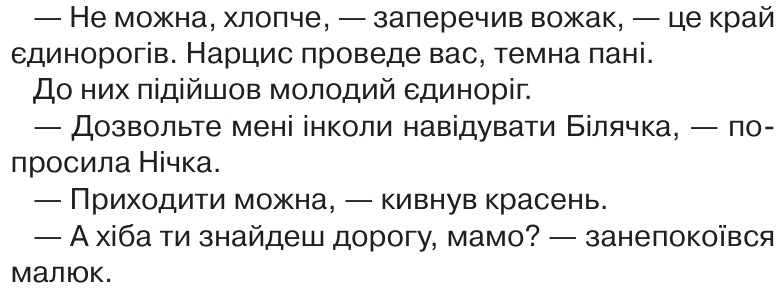 — Не можна, хлопче, — заперечив вожак, — це край
єдинорогів. Нарцис проведе вас, темна пані.
До них підійшов молодий єдиноріг.
— Дозвольте мені інколи навідувати Білячка, — по-
просила Нічка.
— Приходити можна, — кивнув красень.
— А хіба ти знайдеш дорогу, мамо? — занепокоївся
малюк.